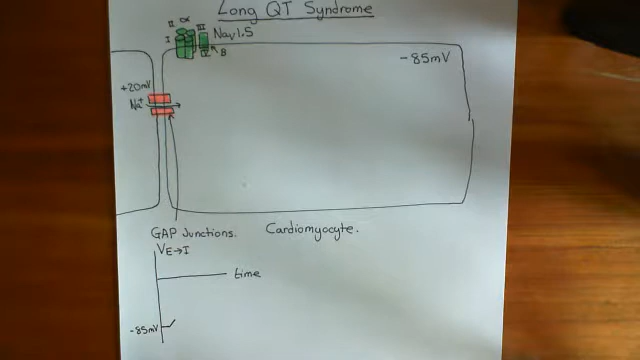 Long QT Syndrome
II α III
I Nav1.5
IV β
-85mV
+20mV
Na+
GAP Junctions. Cardiomyocyte.
VE→I
time
-85mV